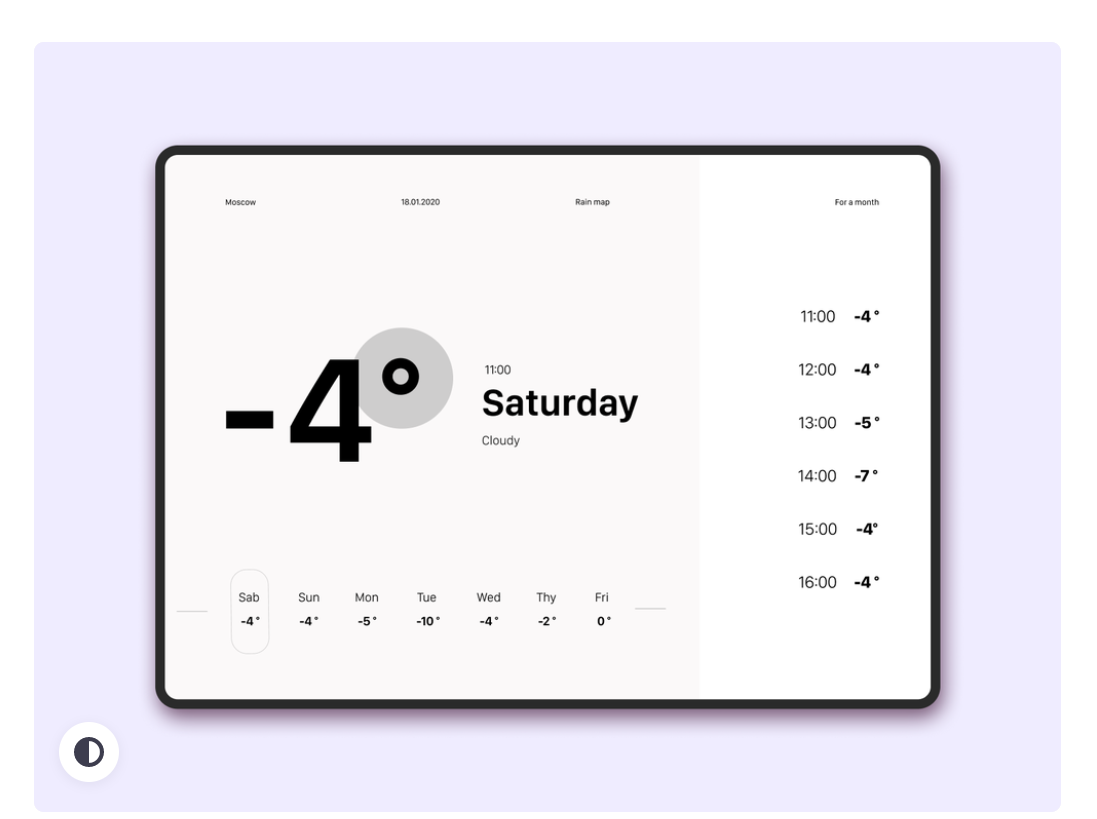 Moscow 18.01.2020 Rain map For a month
-4°
11:00
Saturday
Cloudy
11:00 -4°
12:00 -4°
13:00 -5°
14:00 -7°
15:00 -4°
16:00 -4°
Sab Sun Mon Tue Wed Thy Fri
-4° -4° -5° -10° -4° -2° 0°